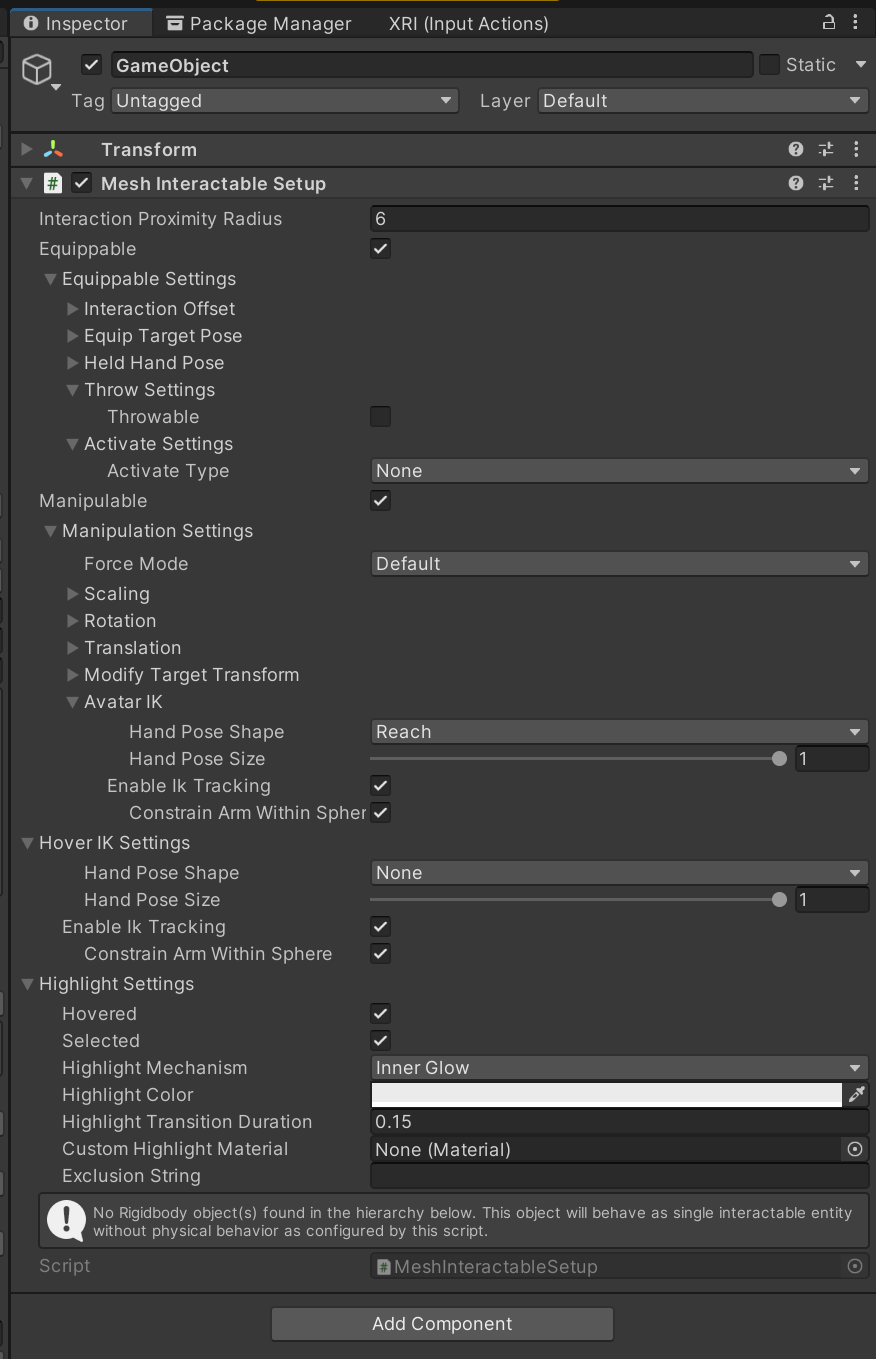 Inspector Package Manager XRI (Input Actions)
GameObject Static
Tag Untagged Layer Default
Transform
# Mesh Interactable Setup
Interaction Proximity Radius 6
Equippable
Equippable Settings
Interaction Offset
Equip Target Pose
Held Hand Pose
Throw Settings
Throwable
Activate Settings
Activate Type None
Manipulable
Manipulation Settings
Force Mode Default
Scaling
Rotation
Translation
Modify Target Transform
Avatar IK
Hand Pose Shape Reach
Hand Pose Size 1
Enable Ik Tracking
Constrain Arm Within Spher
Hover IK Settings
Hand Pose Shape None
Hand Pose Size 1
Enable Ik Tracking
Constrain Arm Within Sphere
Highlight Settings
Hovered
Selected
Highlight Mechanism Inner Glow
Highlight Color
Highlight Transition Duration 0.15
Custom Highlight Material None (Material)
Exclusion String
No Rigidbody object(s) found in the hierarchy below. This object will behave as single interactable entity
without physical behavior as configured by this script.
Script # MeshInteractableSetup
Add Component